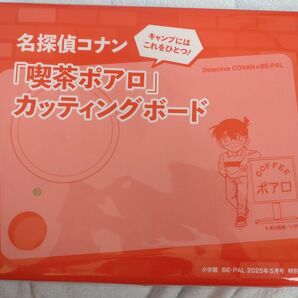 キャンプには
これをひとつ!
名探偵コナン
「喫茶ポアロ」
カッティングボード
Detective CONAN×BE-PAL
COFFEE
ポアロ
小学館 BE-PAL 2025年5月号 特別